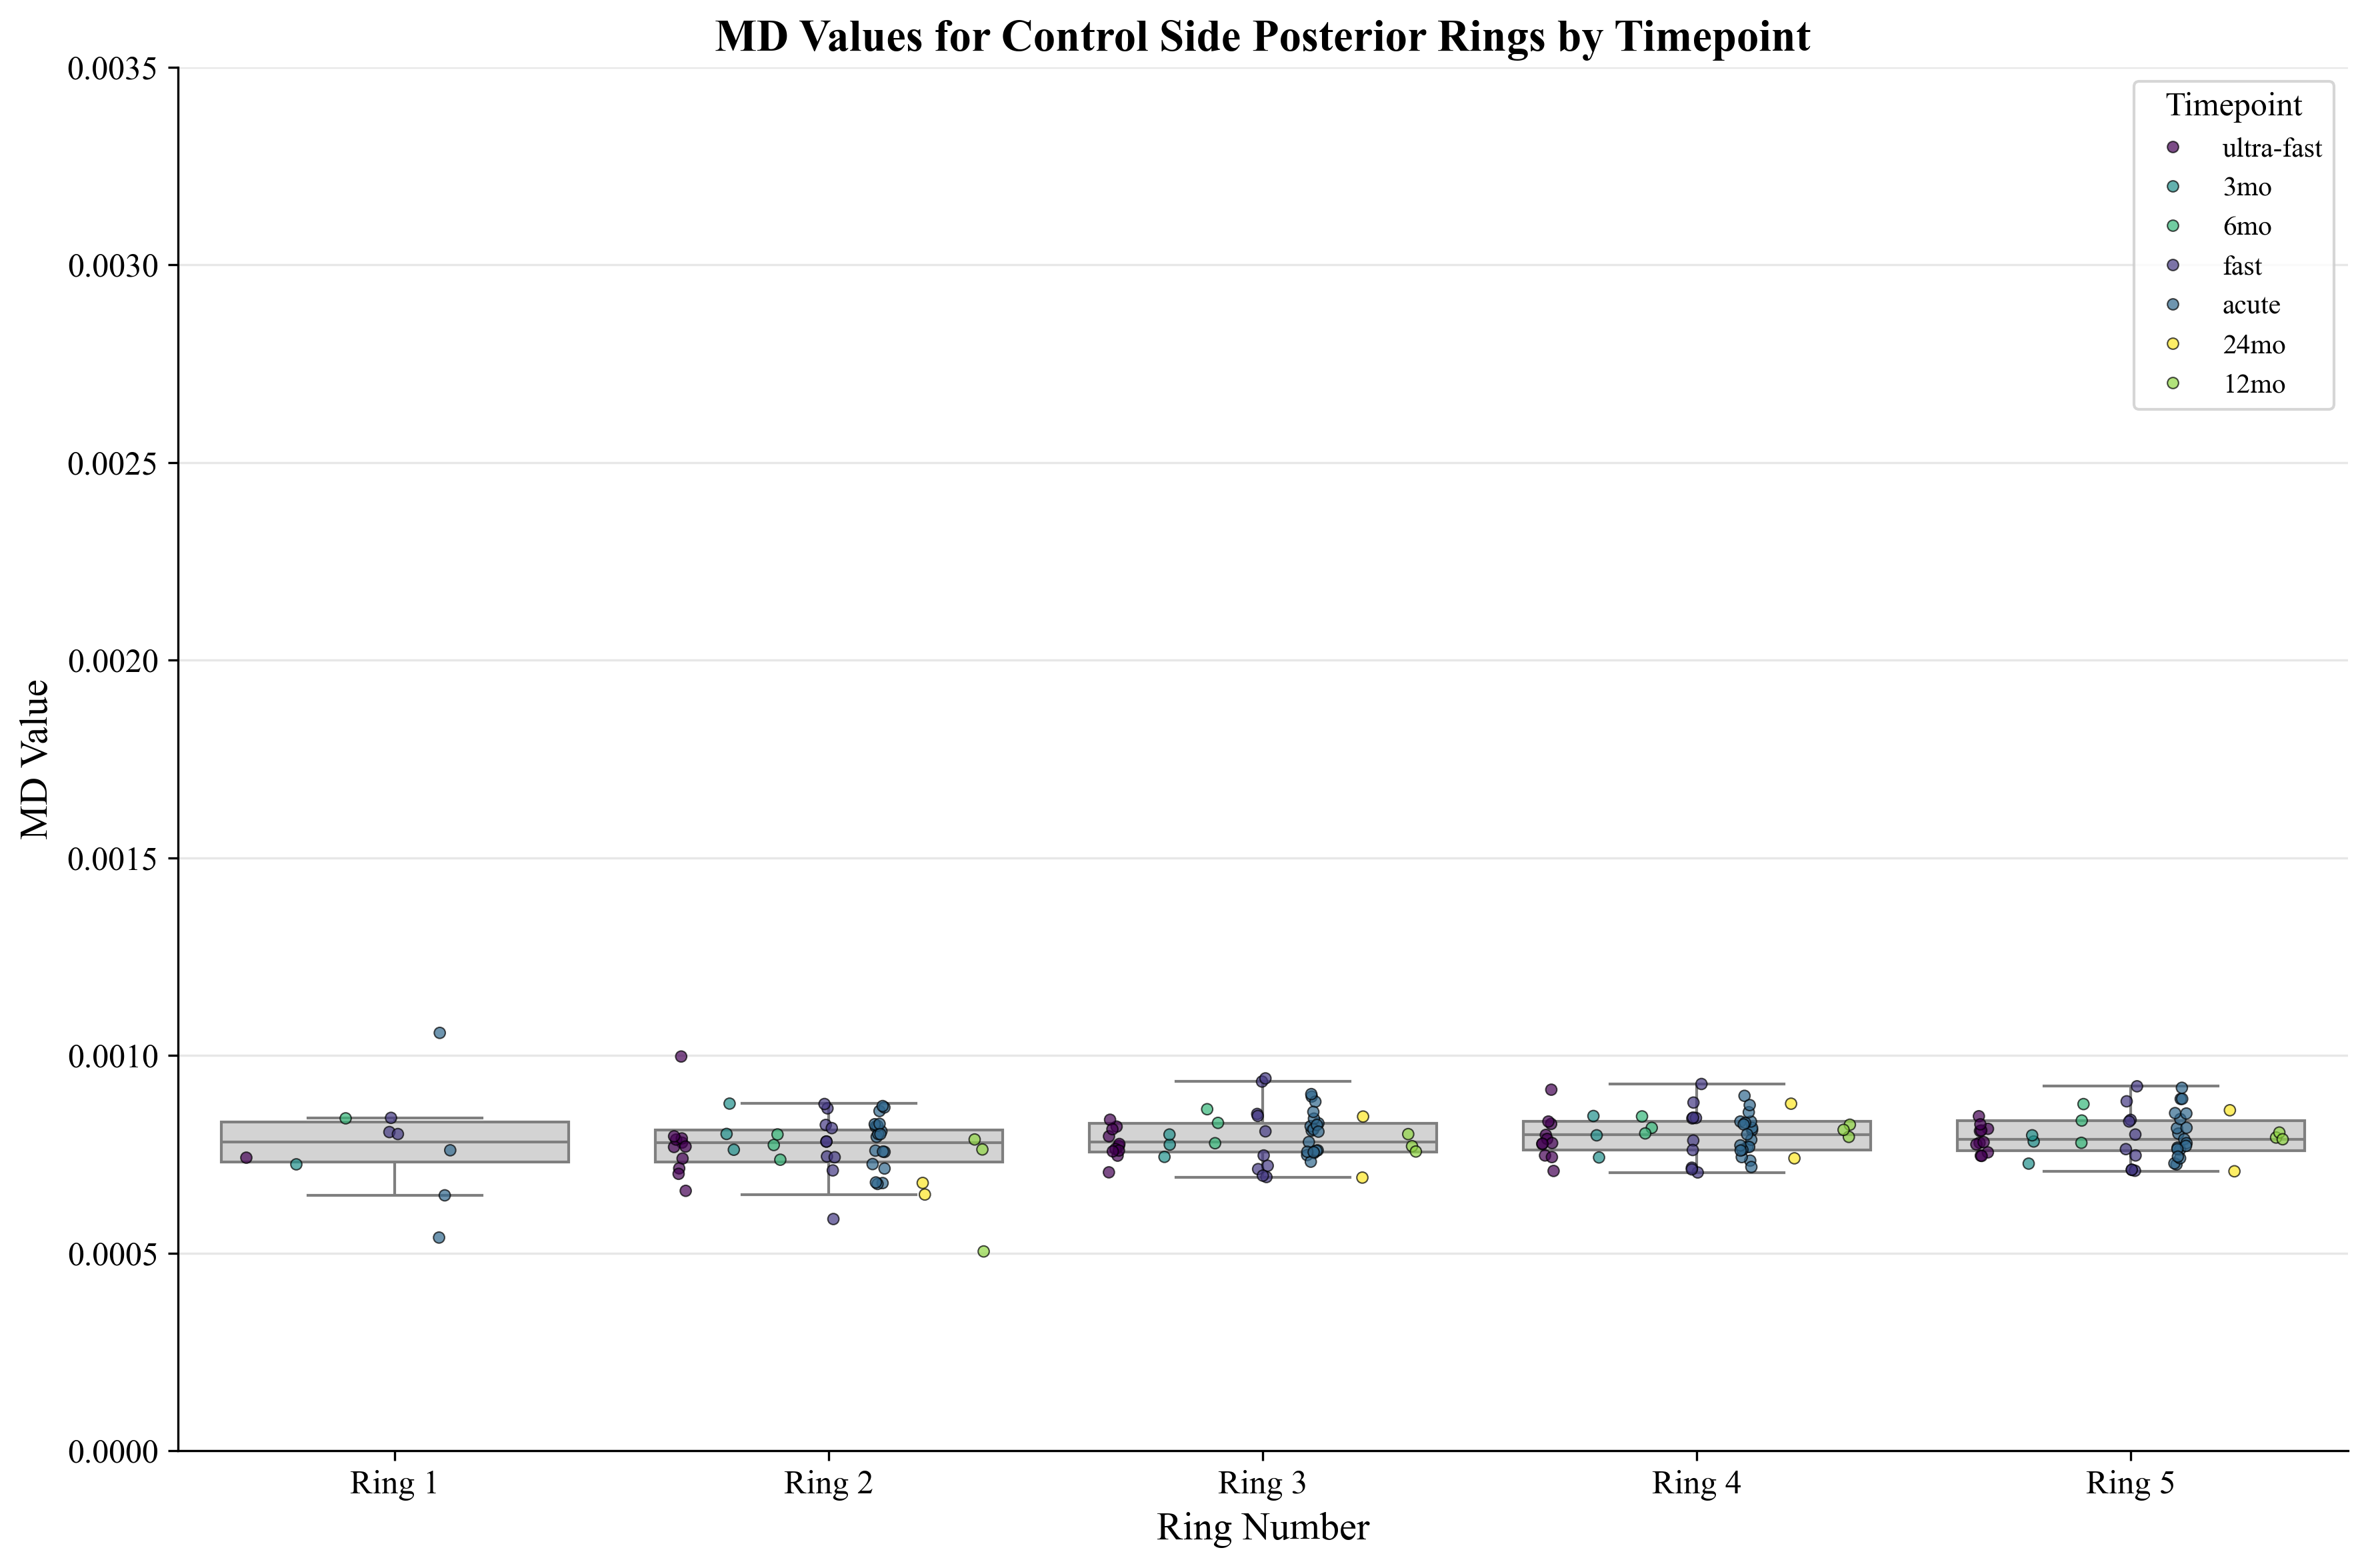 MD Values for Control Side Posterior Rings by Timepoint
0.0035
0.0030
0.0025
0.0020
0.0015
0.0010
0.0005
0.0000
MD Value
Timepoint
ultra-fast
3mo
6mo
fast
acute
24mo
12mo
Ring 1
Ring 2
Ring 3
Ring 4
Ring 5
Ring Number